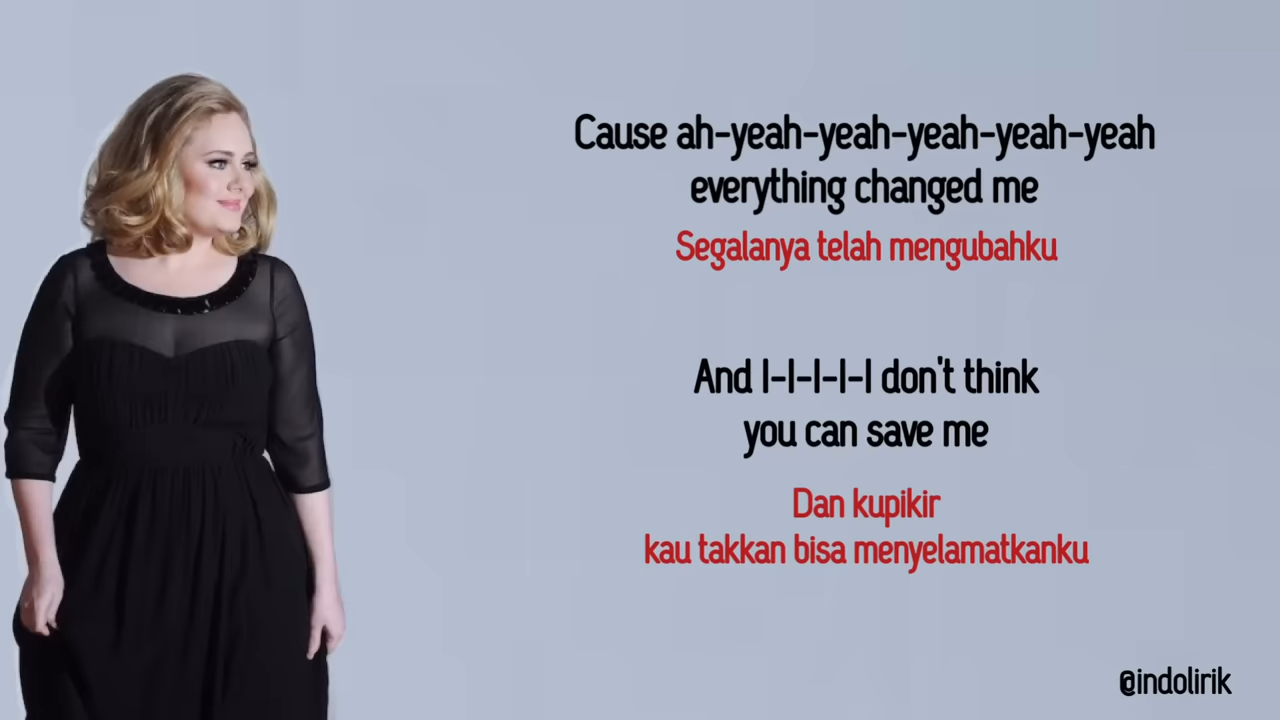 Cause ah-yeah-yeah-yeah-yeah-yeah
everything changed me
Segalanya telah mengubahku
And I-I-I-I-I don't think
you can save me
Dan kupikir
kau takkan bisa menyelamatkanku
@indolirik